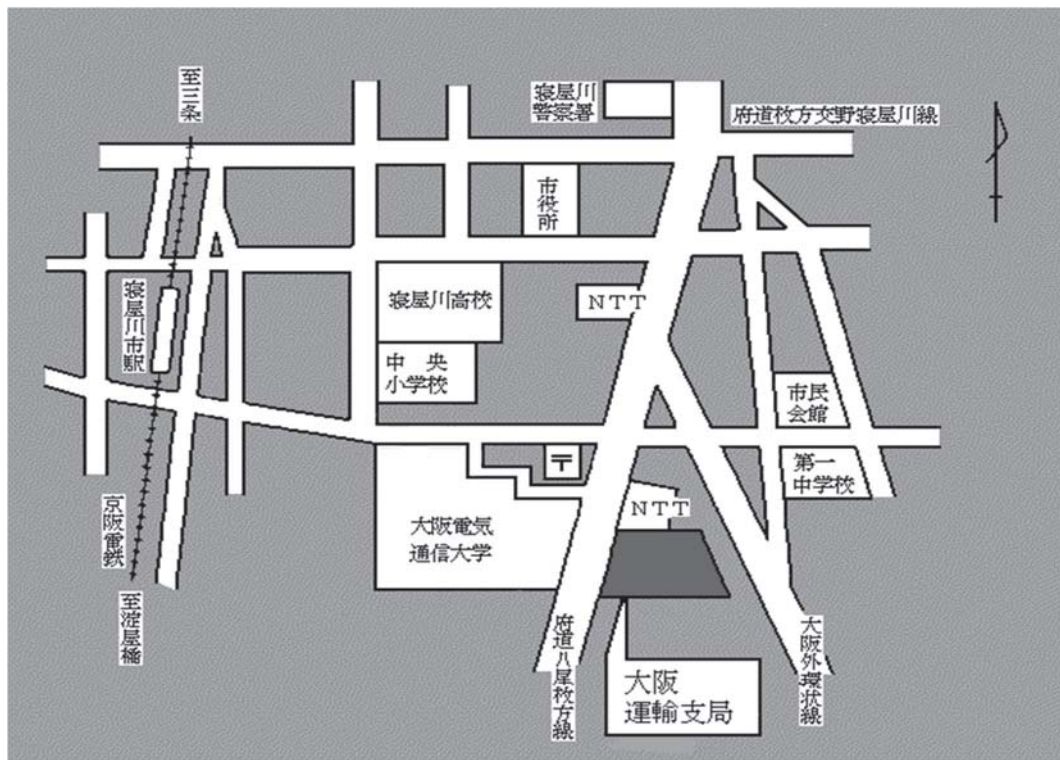 至三条
寝屋川
警察署
府道枚方交野寝屋川線
市役所
寝屋川高校
NTT
寝屋川市駅
中　央
小学校
市民
会館
〒
第一
中学校
京阪電鉄
大阪電気
通信大学
NTT
至淀屋橋
府道八尾枚方線
大阪外環状線
大阪
運輸支局